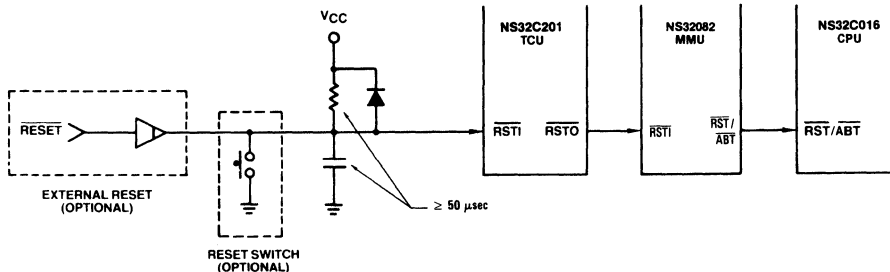 VCC
NS32C201
TCU
NS32082
MMU
NS32C016
CPU
RESET
RSTI
RSTO
RSTI
RST/
ABT
RST/ABT
EXTERNAL RESET
(OPTIONAL)
≥ 50 μsec
RESET SWITCH
(OPTIONAL)